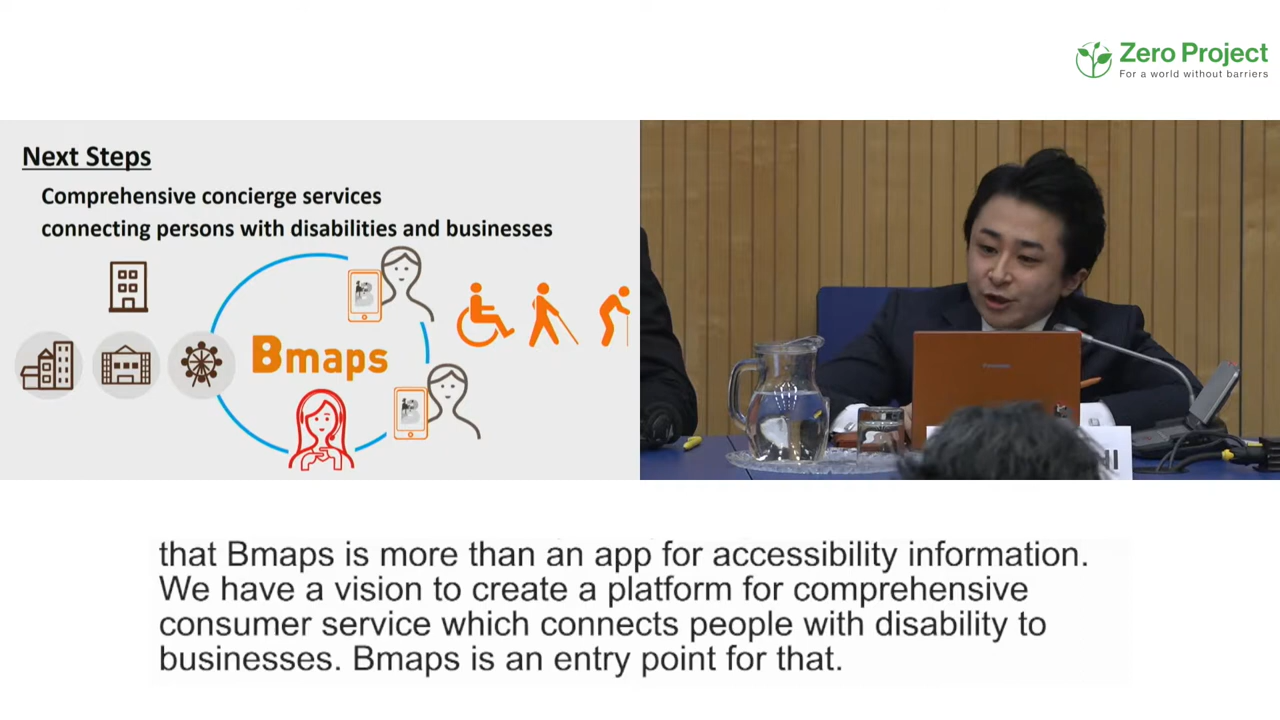 Zero Project
For a world without barriers
Next Steps
Comprehensive concierge services
connecting persons with disabilities and businesses
Bmaps
Panasonic
HI
that Bmaps is more than an app for accessibility information.
We have a vision to create a platform for comprehensive
consumer service which connects people with disability to
businesses. Bmaps is an entry point for that.